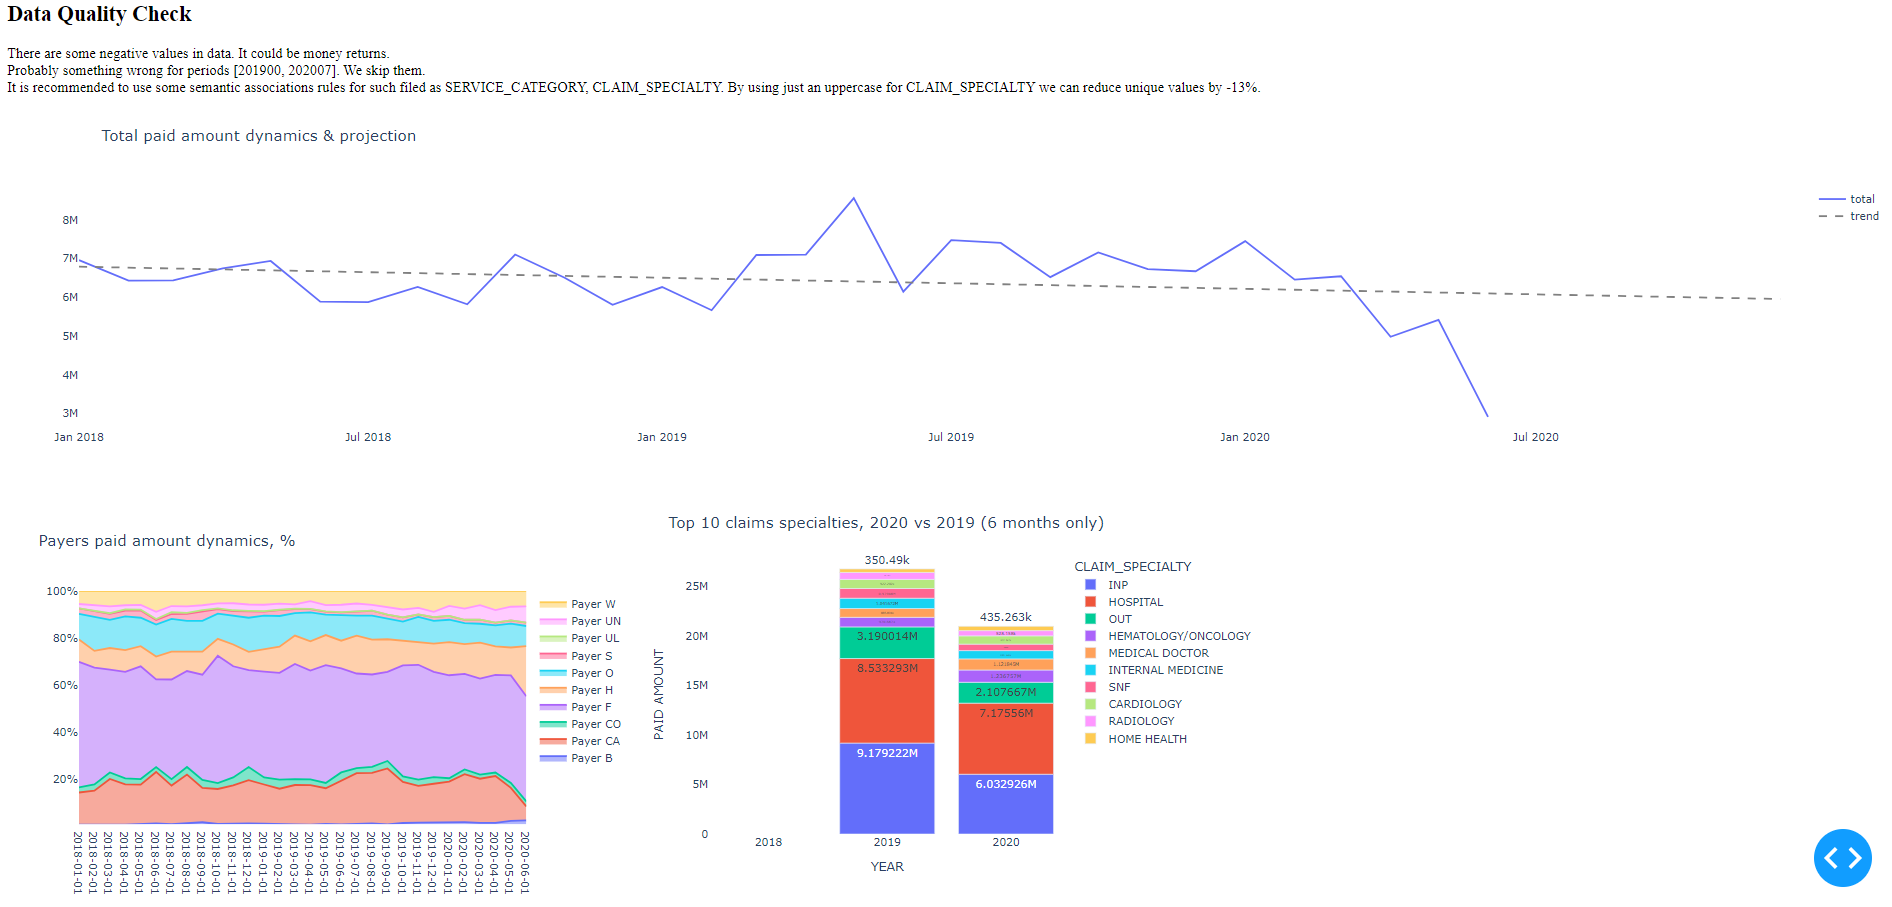 Data Quality Check
There are some negative values in data. It could be money returns.
Probably something wrong for periods [201900, 202007]. We skip them.
It is recommended to use some semantic associations rules for such filed as SERVICE_CATEGORY, CLAIM_SPECIALTY. By using just an uppercase for CLAIM_SPECIALTY we can reduce unique values by -13%.
Total paid amount dynamics & projection
8M
7M
6M
5M
4M
3M
Jan 2018
Jul 2018
Jan 2019
Jul 2019
Jan 2020
Jul 2020
total
trend
Payers paid amount dynamics, %
100%
80%
60%
40%
20%
2018-01-01
2018-02-01
2018-03-01
2018-04-01
2018-05-01
2018-06-01
2018-07-01
2018-08-01
2018-09-01
2018-10-01
2018-11-01
2018-12-01
2019-01-01
2019-02-01
2019-03-01
2019-04-01
2019-05-01
2019-06-01
2019-07-01
2019-08-01
2019-09-01
2019-10-01
2019-11-01
2019-12-01
2020-01-01
2020-02-01
2020-03-01
2020-04-01
2020-05-01
2020-06-01
Payer W
Payer UN
Payer UL
Payer S
Payer O
Payer H
Payer F
Payer CO
Payer CA
Payer B
Top 10 claims specialties, 2020 vs 2019 (6 months only)
PAID AMOUNT
25M
20M
15M
10M
5M
0
350.49k
3.190014M
8.533293M
9.179222M
435.263k
2.107667M
7.17556M
6.032926M
2018
2019
2020
YEAR
CLAIM_SPECIALTY
INP
HOSPITAL
OUT
HEMATOLOGY/ONCOLOGY
MEDICAL DOCTOR
INTERNAL MEDICINE
SNF
CARDIOLOGY
RADIOLOGY
HOME HEALTH